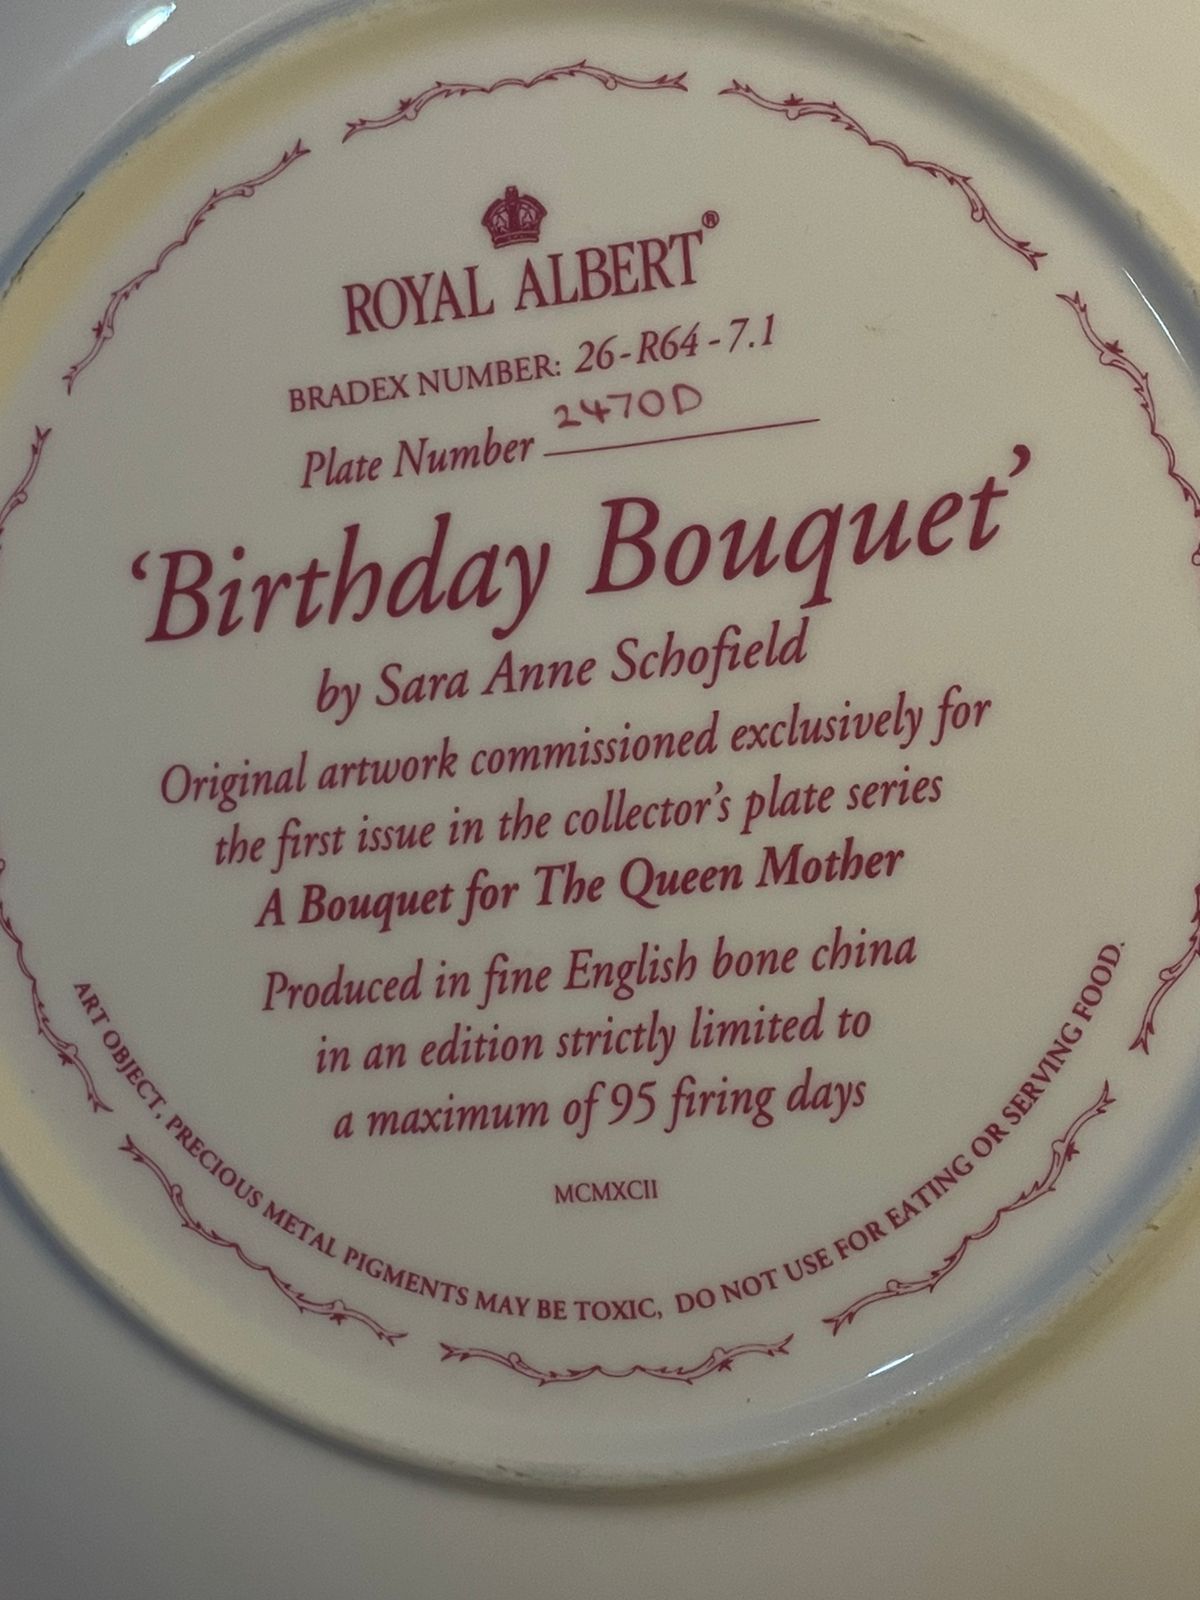 ROYAL ALBERT®
BRADEX NUMBER: 26-R64-7.1
Plate Number 2470D
‘Birthday Bouquet’
by Sara Anne Schofield
Original artwork commissioned exclusively for
the first issue in the collector’s plate series
A Bouquet for The Queen Mother
Produced in fine English bone china
in an edition strictly limited to
a maximum of 95 firing days
MCMXCII
ART OBJECT. PRECIOUS METAL PIGMENTS MAY BE TOXIC, DO NOT USE FOR EATING OR SERVING FOOD.